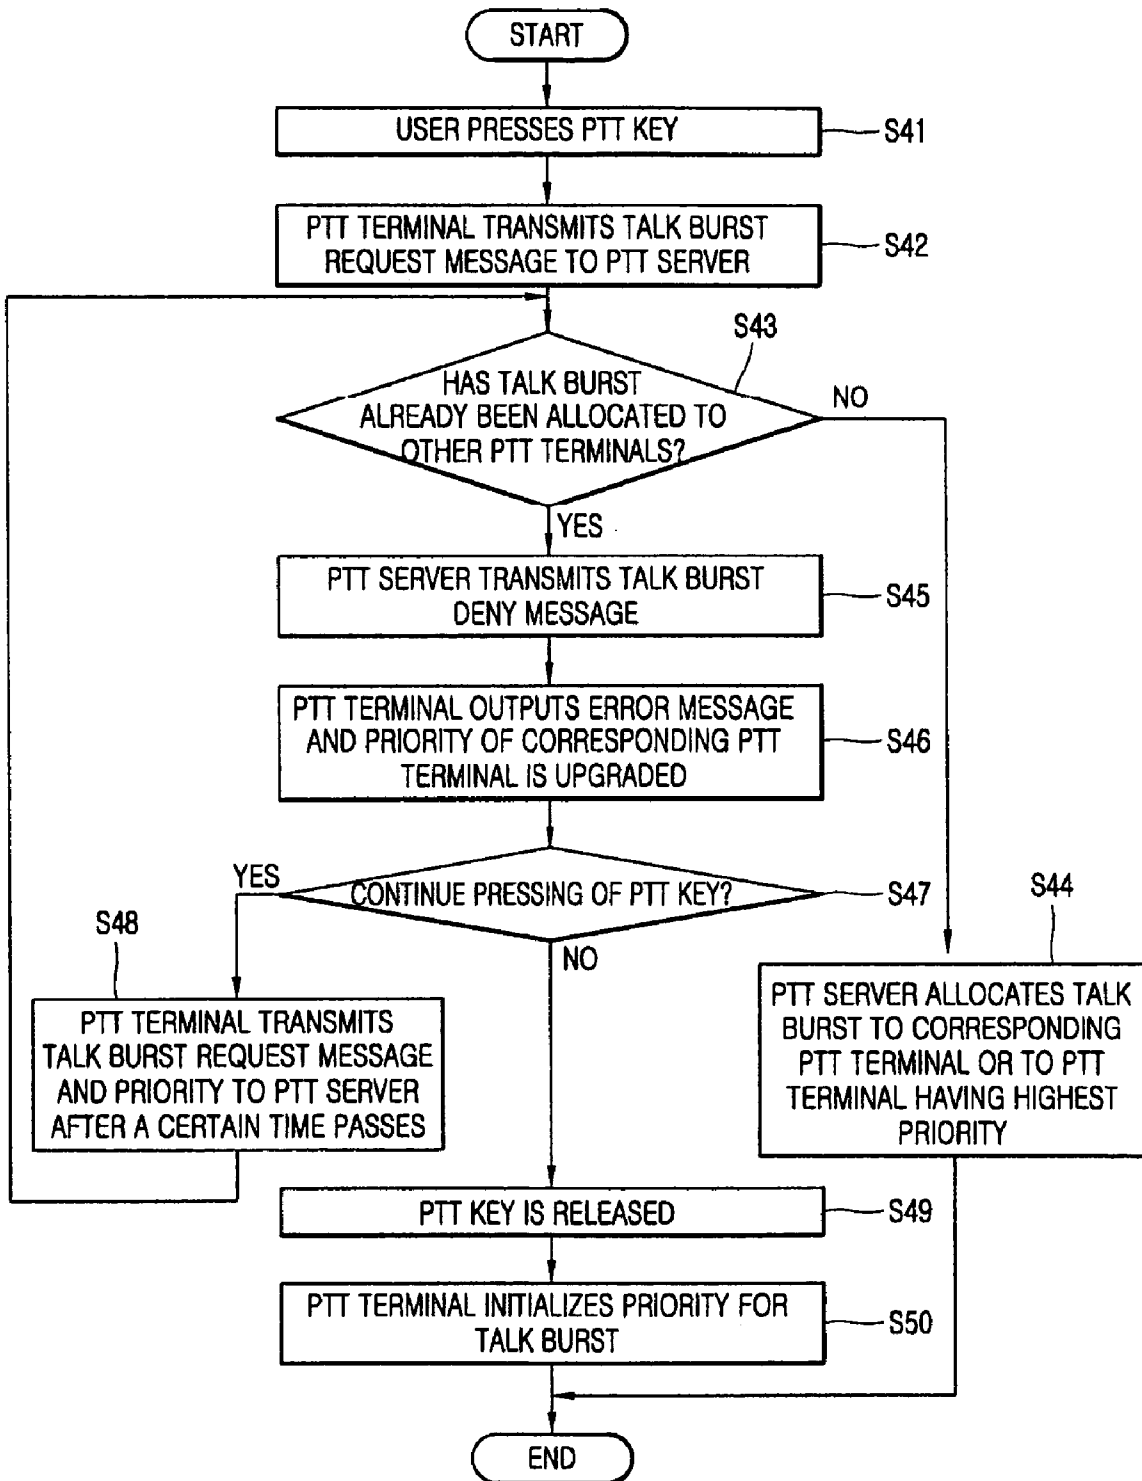 START
USER PRESSES PTT KEY
S41
PTT TERMINAL TRANSMITS TALK BURST
REQUEST MESSAGE TO PTT SERVER
S42
S43
HAS TALK BURST
ALREADY BEEN ALLOCATED TO
OTHER PTT TERMINALS?
NO
YES
PTT SERVER TRANSMITS TALK BURST
DENY MESSAGE
S45
PTT TERMINAL OUTPUTS ERROR MESSAGE
AND PRIORITY OF CORRESPONDING PTT
TERMINAL IS UPGRADED
S46
YES
CONTINUE PRESSING OF PTT KEY?
S47
NO
S48
PTT TERMINAL TRANSMITS
TALK BURST REQUEST MESSAGE
AND PRIORITY TO PTT SERVER
AFTER A CERTAIN TIME PASSES
S44
PTT SERVER ALLOCATES TALK
BURST TO CORRESPONDING
PTT TERMINAL OR TO PTT
TERMINAL HAVING HIGHEST
PRIORITY
PTT KEY IS RELEASED
S49
PTT TERMINAL INITIALIZES PRIORITY FOR
TALK BURST
S50
END